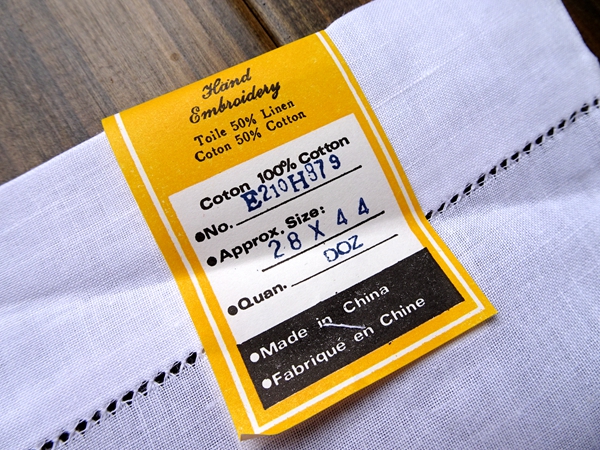 Hand
Embroidery
Toile 50% Linen
Coton 50% Cotton
Coton 100% Cotton
●No. E210H979
●Approx. Size:
28 X 44
●Quan. DOZ
●Made in China
●Fabriqué en Chine